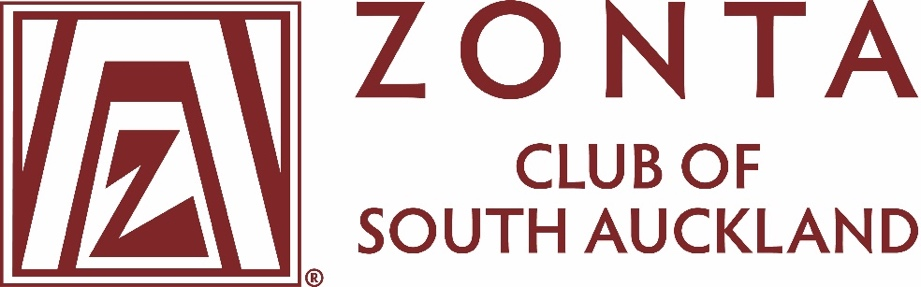 ZONTA
CLUB OF
SOUTH AUCKLAND
Z
®